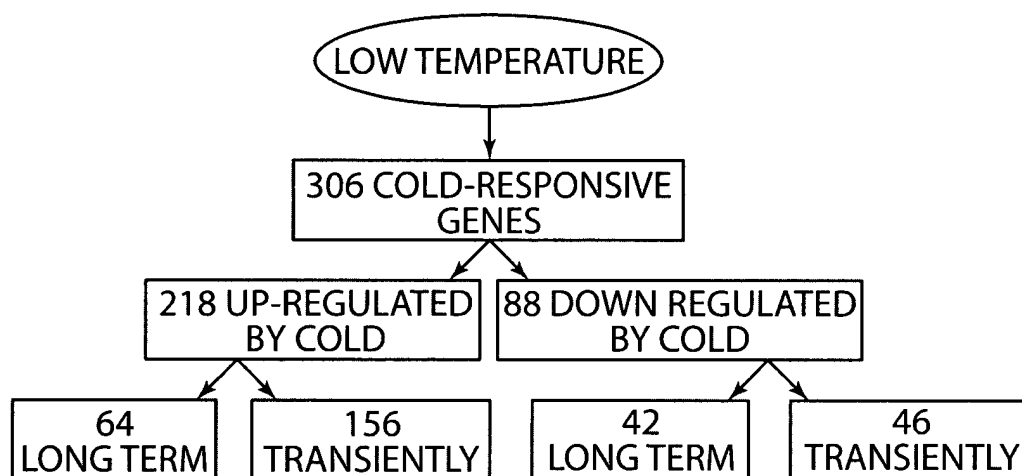 LOW TEMPERATURE
306 COLD-RESPONSIVE
GENES
218 UP-REGULATED
BY COLD
88 DOWN REGULATED
BY COLD
64
LONG TERM
156
TRANSIENTLY
42
LONG TERM
46
TRANSIENTLY